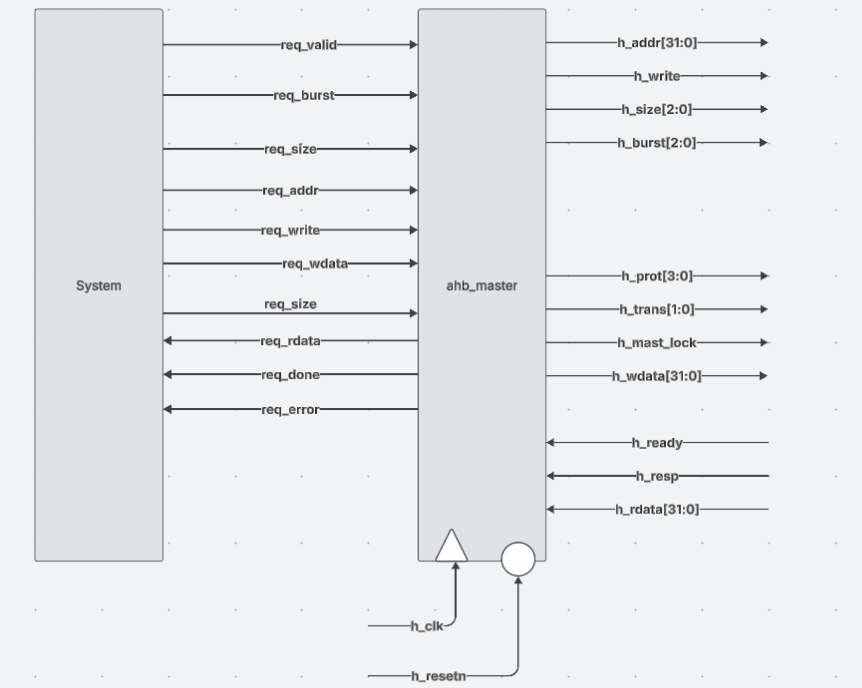 req_valid
req_burst
req_size
req_addr
req_write
req_wdata
System
req_size
req_rdata
req_done
req_error
ahb_master
h_addr[31:0]
h_write
h_size[2:0]
h_burst[2:0]
h_prot[3:0]
h_trans[1:0]
h_mast_lock
h_wdata[31:0]
h_ready
h_resp
h_rdata[31:0]
h_clk
h_resetn